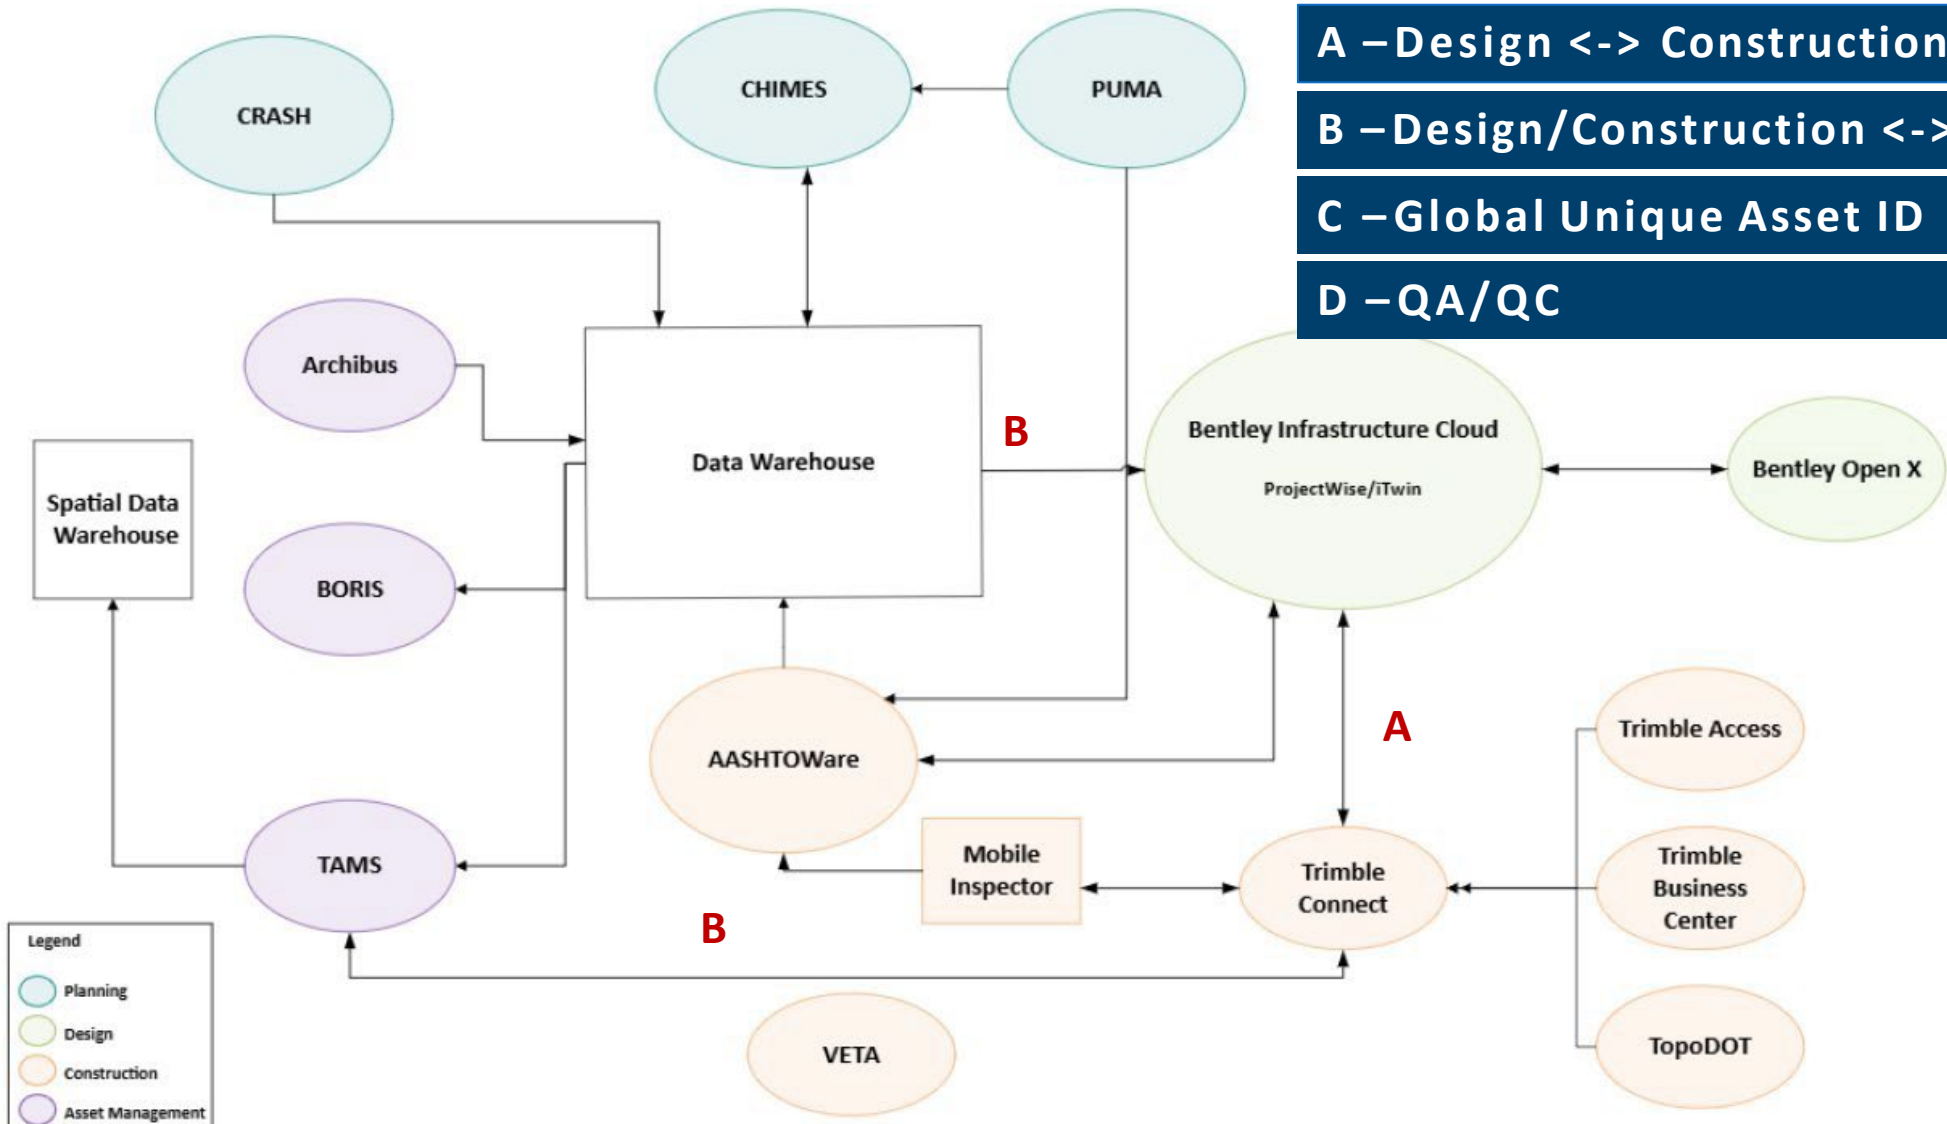 A –Design <-> Construction
B –Design/Construction <->
C –Global Unique Asset ID
D –QA/QC
CRASH
CHIMES
PUMA
Archibus
Data Warehouse
B
Bentley Infrastructure Cloud
ProjectWise/iTwin
Bentley Open X
Spatial Data
Warehouse
BORIS
A
Trimble Access
AASHTOWare
TAMS
Mobile
Inspector
Trimble
Connect
Trimble
Business
Center
B
VETA
TopoDOT
Legend
Planning
Design
Construction
Asset Management